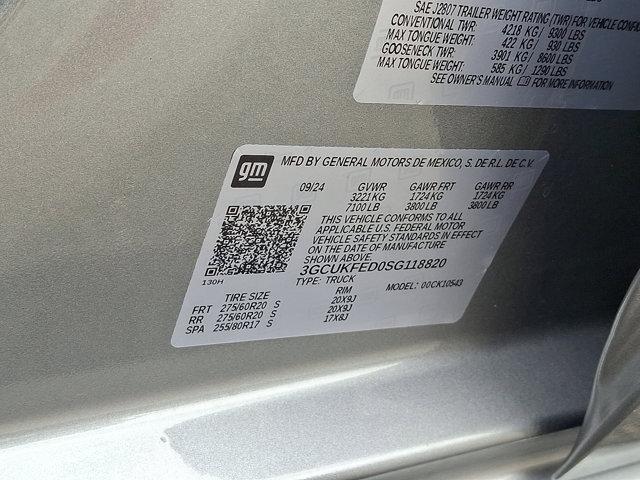 SAE J2807 TRAILER WEIGHT RATING (TWR) FOR VEHICLE
CONVENTIONAL TWR: 4218 KG/ 9300 LBS
MAX TONGUE WEIGHT: 422 KG/ 930 LBS
GOOSENECK TWR: 3901 KG/ 8600 LBS
MAX TONGUE WEIGHT: 585 KG/ 1290 LBS
SEE OWNER'S MANUAL FOR MORE INFORMATION
gm MFD BY GENERAL MOTORS DE MEXICO, S. DE R.L. DE C.V.
09/24 GVWR GAWR FRT GAWR RR
3221 KG 1724 KG 1724 KG
7100 LB 3800 LB 3800 LB
THIS VEHICLE CONFORMS TO ALL
APPLICABLE U.S. FEDERAL MOTOR
VEHICLE SAFETY STANDARDS IN EFFECT
ON THE DATE OF MANUFACTURE
SHOWN ABOVE.
3GCUKFED0SG118820
130H TYPE: TRUCK MODEL: 00CK10543
TIRE SIZE RIM
FRT 275/60R20 S 20X9J
RR 275/60R20 S 20X9J
SPA 255/80R17 S 17X8J